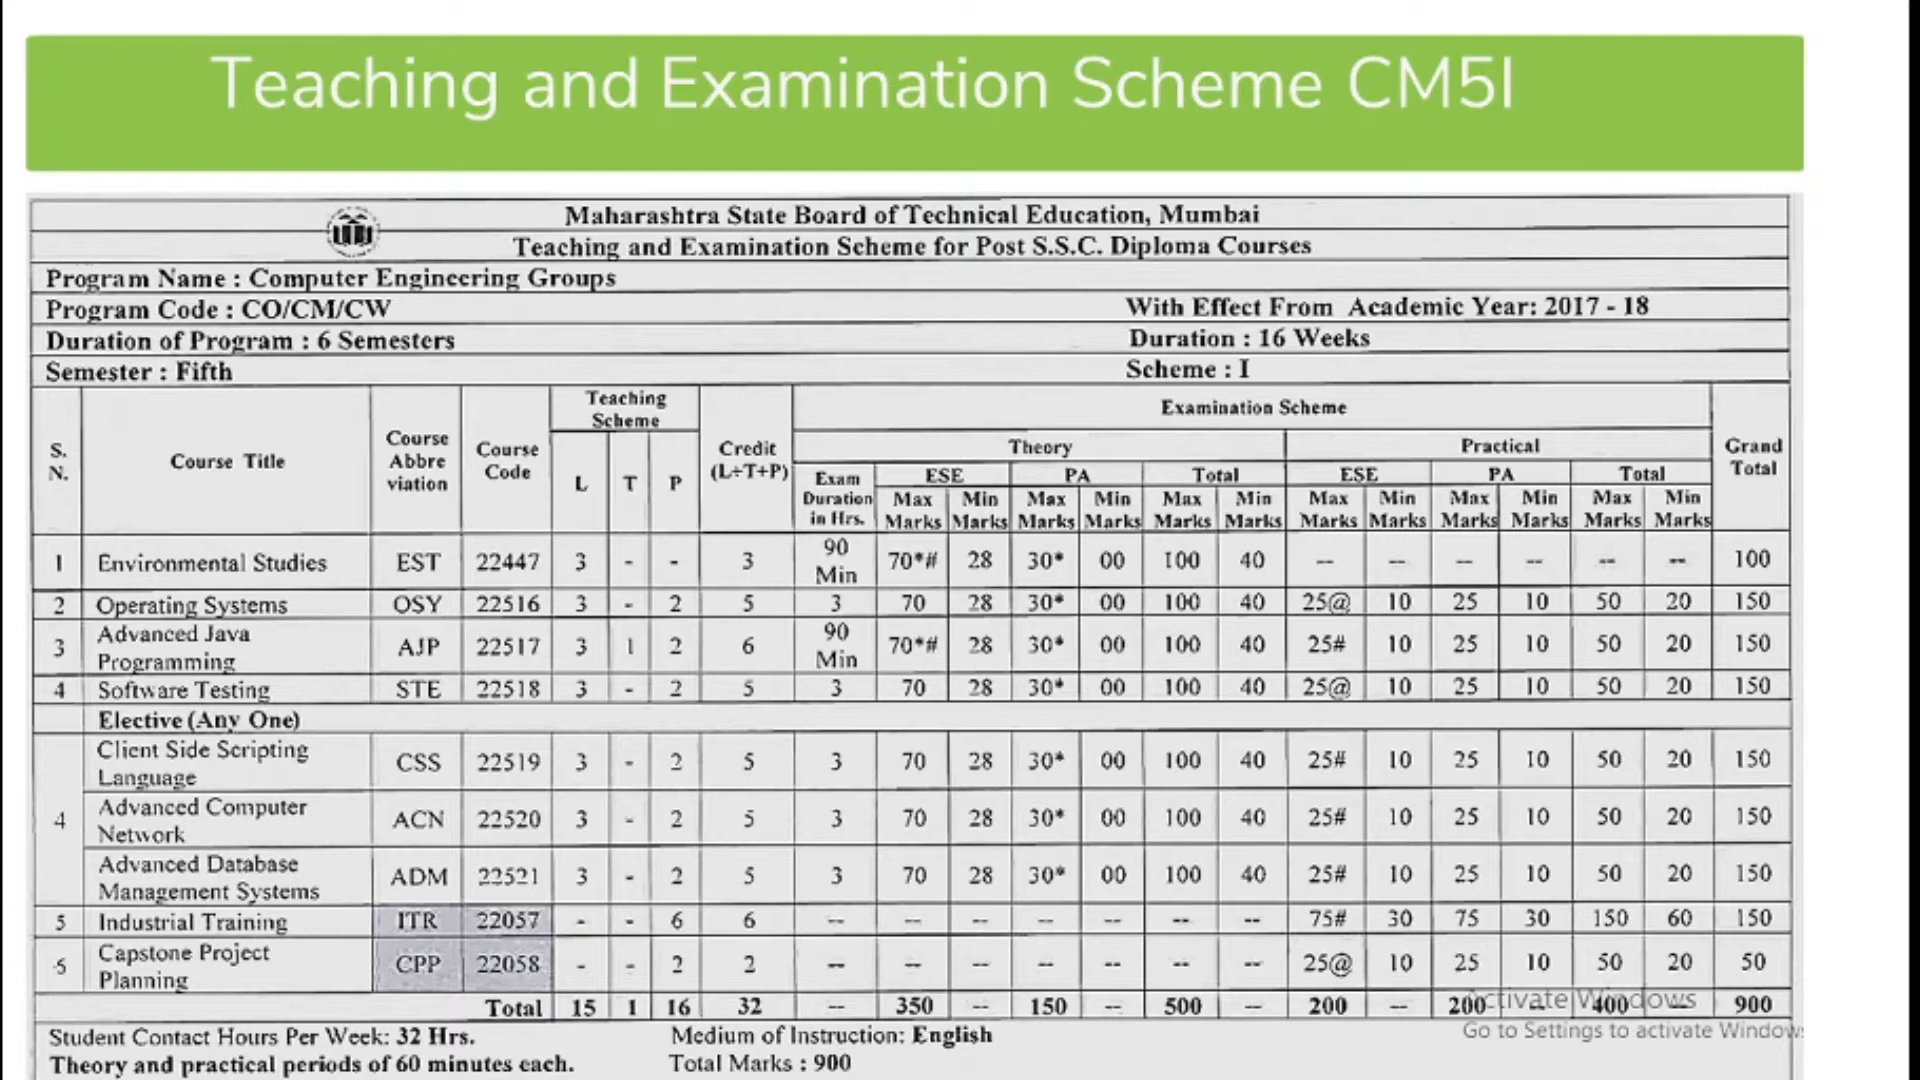 Teaching and Examination Scheme CM5I
Maharashtra State Board of Technical Education, Mumbai
Teaching and Examination Scheme for Post S.S.C. Diploma Courses
Program Name : Computer Engineering Groups
Program Code : CO/CM/CW With Effect From Academic Year: 2017 - 18
Duration of Program : 6 Semesters Duration : 16 Weeks
Semester : Fifth Scheme : I
S. N. Course Title Course Abbre viation Course Code Teaching Scheme Credit (L+T+P) Examination Scheme Grand Total
L T P Theory Practical
Exam Duration in Hrs. ESE PA Total ESE PA Total
Max Marks Min Marks Max Marks Min Marks Max Marks Min Marks Max Marks Min Marks Max Marks Min Marks Max Marks Min Marks
1 Environmental Studies EST 22447 3 - - 3 90 Min 70*# 28 30* 00 100 40 -- -- -- -- -- -- 100
2 Operating Systems OSY 22516 3 - 2 5 3 70 28 30* 00 100 40 25@ 10 25 10 50 20 150
3 Advanced Java Programming AJP 22517 3 1 2 6 90 Min 70*# 28 30* 00 100 40 25# 10 25 10 50 20 150
4 Software Testing STE 22518 3 - 2 5 3 70 28 30* 00 100 40 25@ 10 25 10 50 20 150
Elective (Any One)
4 Client Side Scripting Language CSS 22519 3 - 2 5 3 70 28 30* 00 100 40 25# 10 25 10 50 20 150
Advanced Computer Network ACN 22520 3 - 2 5 3 70 28 30* 00 100 40 25# 10 25 10 50 20 150
Advanced Database Management Systems ADM 22521 3 - 2 5 3 70 28 30* 00 100 40 25# 10 25 10 50 20 150
5 Industrial Training ITR 22057 - - 6 6 -- -- -- -- -- -- -- 75# 30 75 30 150 60 150
6 Capstone Project Planning CPP 22058 - - 2 2 -- -- -- -- -- -- -- 25@ 10 25 10 50 20 50
Total 15 1 16 32 -- 350 -- 150 -- 500 -- 200 -- 200 -- 400 -- 900
Activate Windows
Student Contact Hours Per Week: 32 Hrs. Medium of Instruction: English
Go to Settings to activate Windows
Theory and practical periods of 60 minutes each. Total Marks : 900